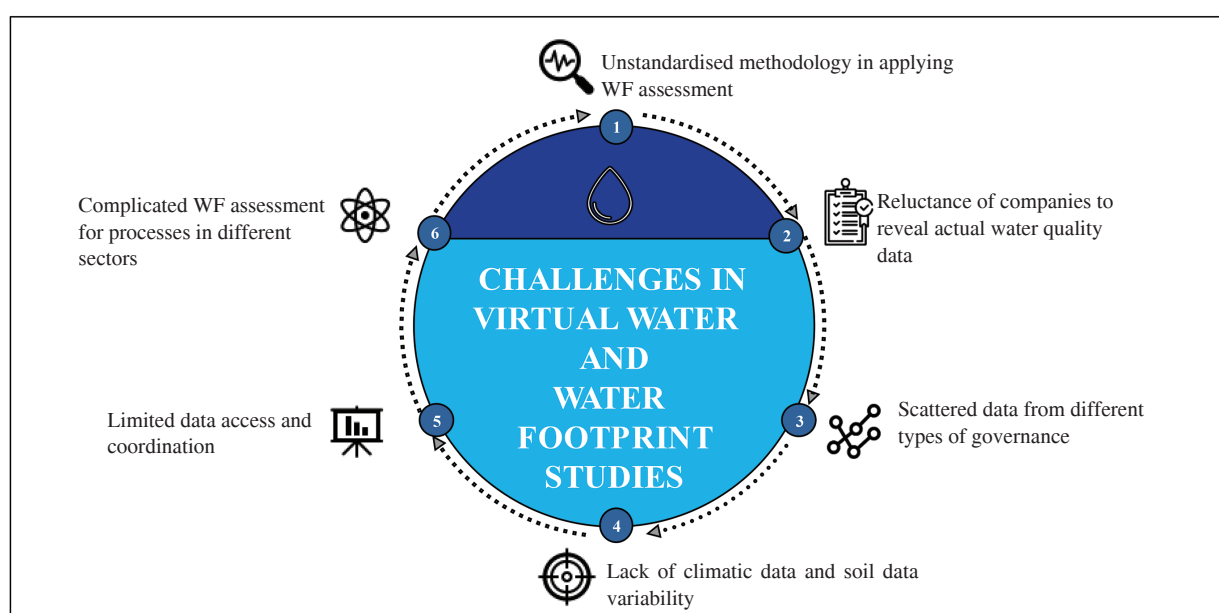 Unstandardised methodology in applying
WF assessment
1
Reluctance of companies to
reveal actual water quality
data
2
Scattered data from different
types of governance
3
Lack of climatic data and soil data
variability
4
Limited data access and
coordination
5
Complicated WF assessment
for processes in different
sectors
6
CHALLENGES IN
VIRTUAL WATER
AND
WATER
FOOTPRINT
STUDIES